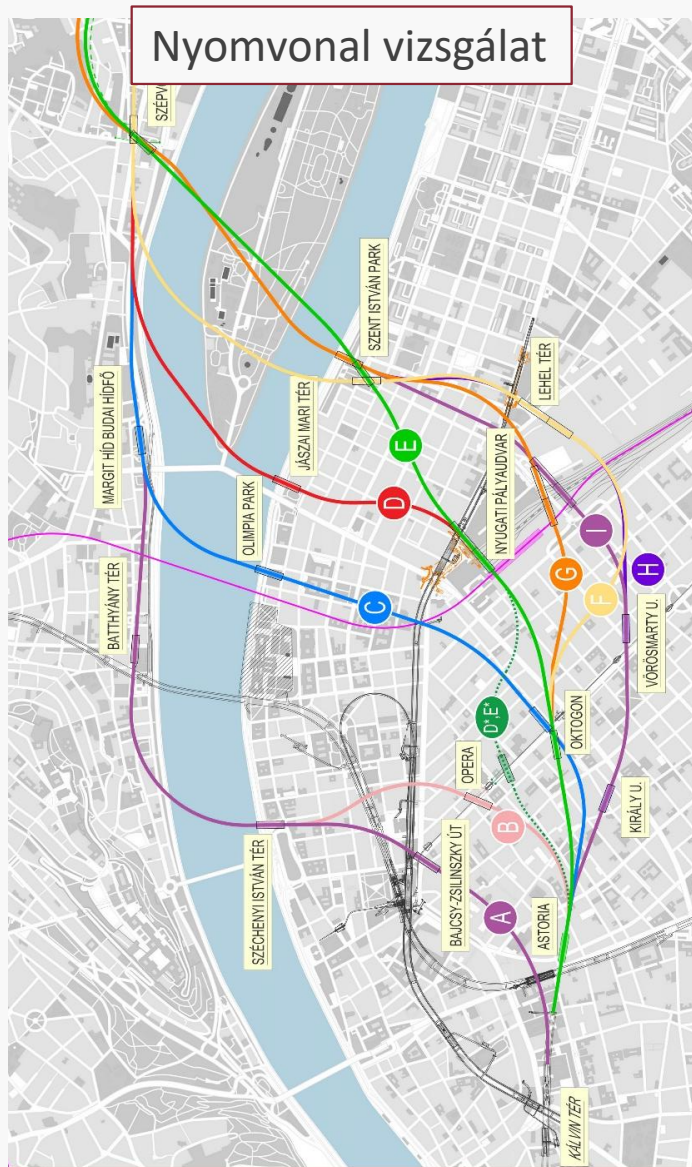 Nyomvonal vizsgálat
MARGIT HÍD BUDAI HÍDFŐ
SZENT ISTVÁN PARK
JÁSZAI MARI TÉR
LEHEL TÉR
E
D
NYUGATI PÁLYAUDVAR
OLIMPIA PARK
I
G
H
F
C
BATTHYÁNY TÉR
VÖRÖSMARTY U.
D*,E*
OKTOGON
OPERA
KIRÁLY U.
B
SZÉCHENYI ISTVÁN TÉR
BAJCSY-ZSILINSZKY ÚT
A
ASTORIA
KÁLVIN TÉR